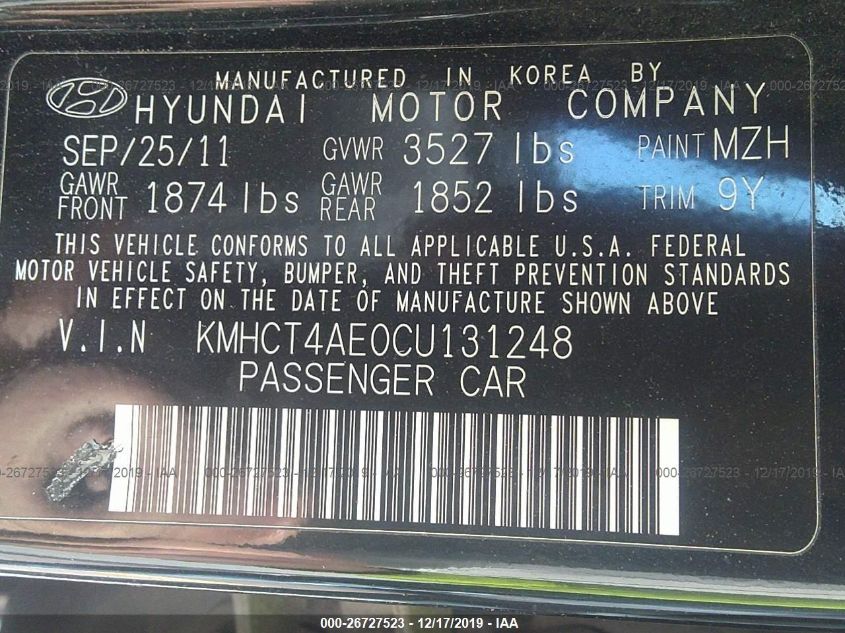 MANUFACTURED IN KOREA BY
HYUNDAI MOTOR COMPANY
SEP/25/11 GVWR 3527 lbs PAINT MZH
GAWR FRONT 1874 lbs GAWR REAR 1852 lbs TRIM 9Y
THIS VEHICLE CONFORMS TO ALL APPLICABLE U.S.A. FEDERAL
MOTOR VEHICLE SAFETY, BUMPER, AND THEFT PREVENTION STANDARDS
IN EFFECT ON THE DATE OF MANUFACTURE SHOWN ABOVE
V.I.N KMHCT4AE0CU131248
PASSENGER CAR
000-26727523 - 12/17/2019 - IAA